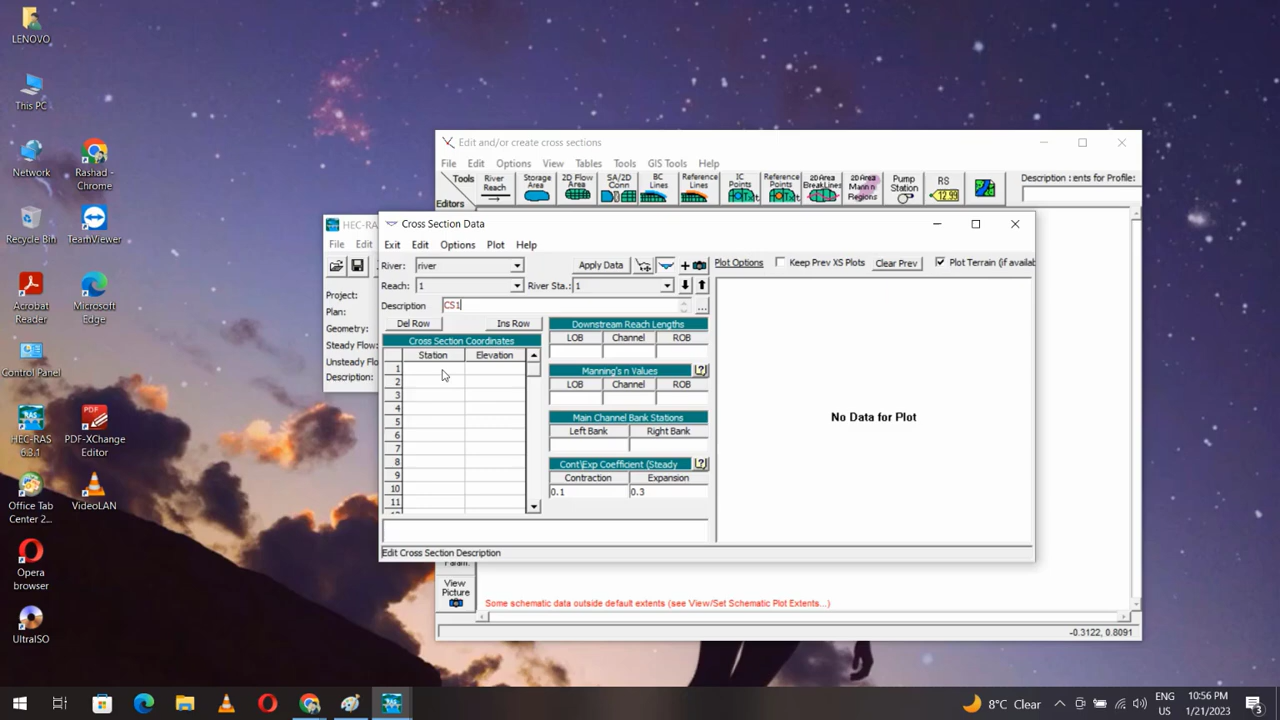 LENOVO
This PC
Network
Rashad -
Chrome
Recycle Bin
TeamViewer
Acrobat
Reader
Microsoft
Edge
Control Panel
HEC-RAS
6.3.1
PDF-XChange
Editor
Office Tab
Center 2...
VideoLAN
Opera
browser
UltraISO
Edit and/or create cross sections
File Edit Options View Tables Tools GIS Tools Help
Tools
Editors
River
Reach
Storage
Area
2D Flow
Area
SA/2D
Conn
BC
Lines
Reference
Lines
IC
Points
Reference
Points
2D Area
BreakLines
2D Area
Mann n
Regions
Pump
Station
RS
12.99
Description : ents for Profile:
HEC-RAS
File Edit
Project:
Plan:
Geometry:
Steady Flow:
Unsteady Flo
Description:
Cross Section Data
Exit Edit Options Plot Help
River: river
Apply Data
Plot Options
Keep Prev XS Plots
Clear Prev
Plot Terrain (if availab
Reach: 1
River Sta.: 1
Description CS1
...
Del Row
Ins Row
Cross Section Coordinates
Station Elevation
1
2
3
4
5
6
7
8
9
10
11
Downstream Reach Lengths
LOB Channel ROB
Manning's n Values
LOB Channel ROB
Main Channel Bank Stations
Left Bank Right Bank
Cont\Exp Coefficient (Steady
Contraction Expansion
0.1 0.3
No Data for Plot
Edit Cross Section Description
Param.
View
Picture
Some schematic data outside default extents (see View/Set Schematic Plot Extents...)
-0.3122, 0.8091
8°C Clear
ENG
US
10:56 PM
1/21/2023
3